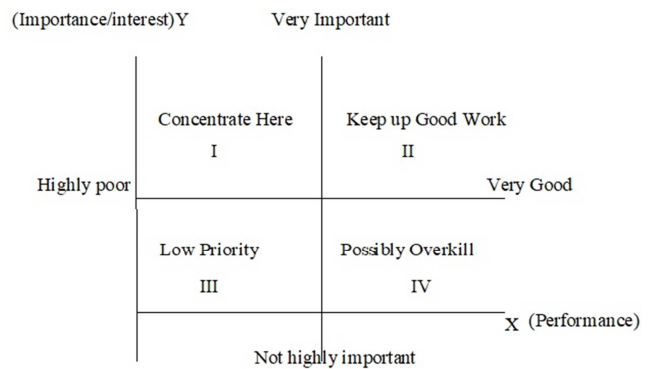 (Importance/interest)Y Very Important
Concentrate Here Keep up Good Work
I II
Highly poor Very Good
Low Priority Possibly Overkill
III IV
X (Performance)
Not highly important